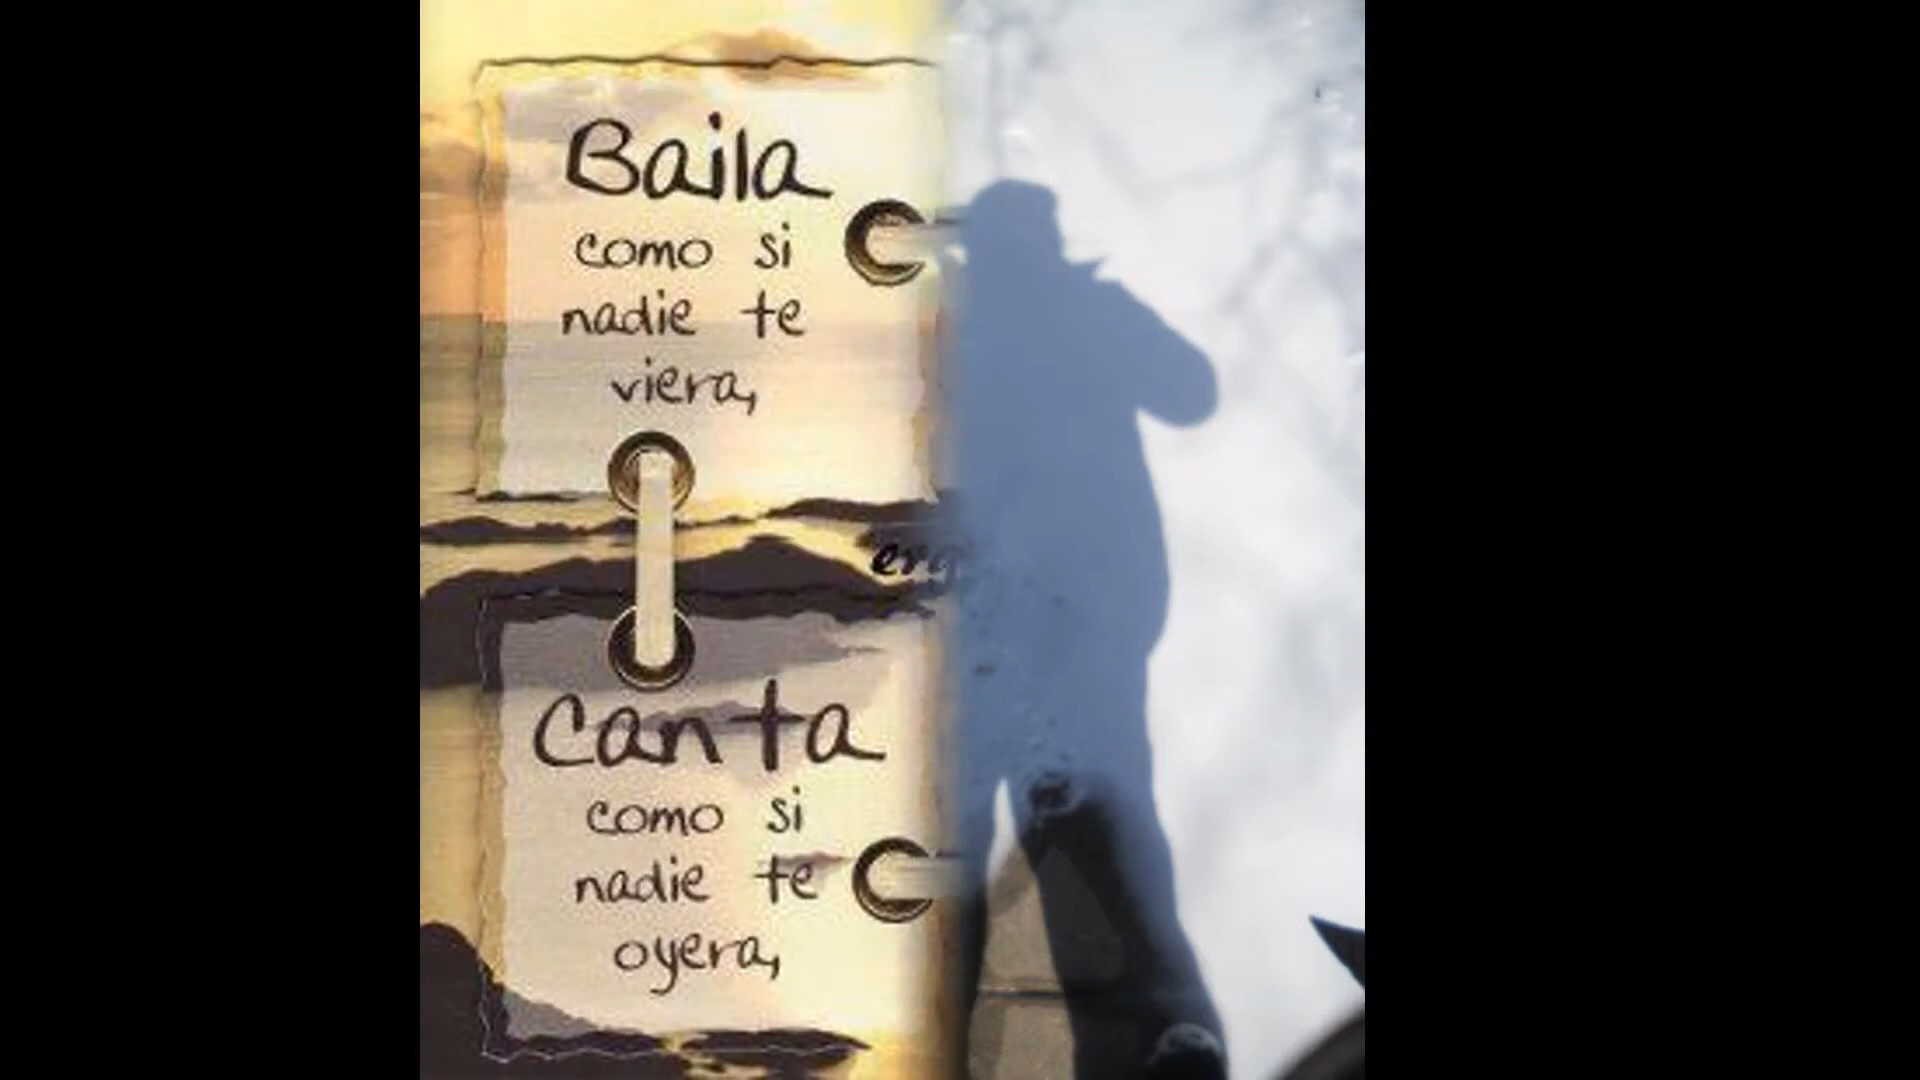 Baila
como si
nadie te
viera,
Canta
como si
nadie te
oyera,